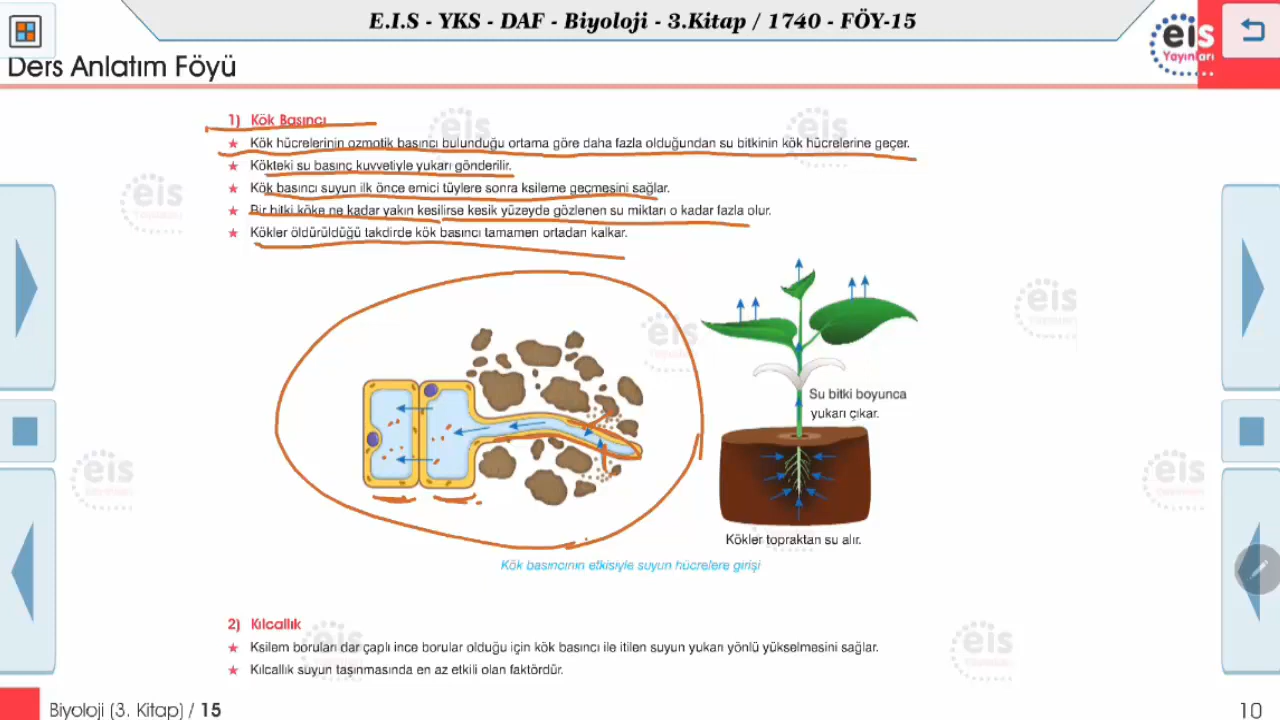 E.I.S - YKS - DAF - Biyoloji - 3.Kitap / 1740 - FÖY-15
eis
Yayınları
Ders Anlatım Föyü
1) Kök Basıncı
★ Kök hücrelerinin ozmotik basıncı bulunduğu ortama göre daha fazla olduğundan su bitkinin kök hücrelerine geçer.
★ Kökteki su basınç kuvvetiyle yukarı gönderilir.
★ Kök basıncı suyun ilk önce emici tüylere sonra ksileme geçmesini sağlar.
★ Bir bitki köke ne kadar yakın kesilirse kesik yüzeyde gözlenen su miktarı o kadar fazla olur.
★ Kökler öldürüldüğü takdirde kök basıncı tamamen ortadan kalkar.
Su bitki boyunca
yukarı çıkar.
Kökler topraktan su alır.
Kök basıncının etkisiyle suyun hücrelere girişi
2) Kılcallık
★ Ksilem boruları dar çaplı ince borular olduğu için kök basıncı ile itilen suyun yukarı yönlü yükselmesini sağlar.
★ Kılcallık suyun taşınmasında en az etkili olan faktördür.
Biyoloji (3. Kitap) / 15
10